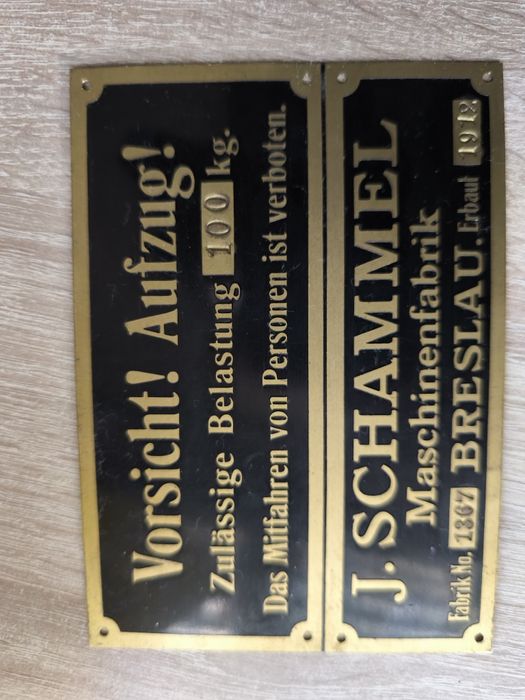 Vorsicht! Aufzug!
Zulässige Belastung 100 kg.
Das Mitfahren von Personen ist verboten.
J. SCHAMMEL
Maschinenfabrik
Fabrik No. 1367 BRESLAU. Erbaut 1912